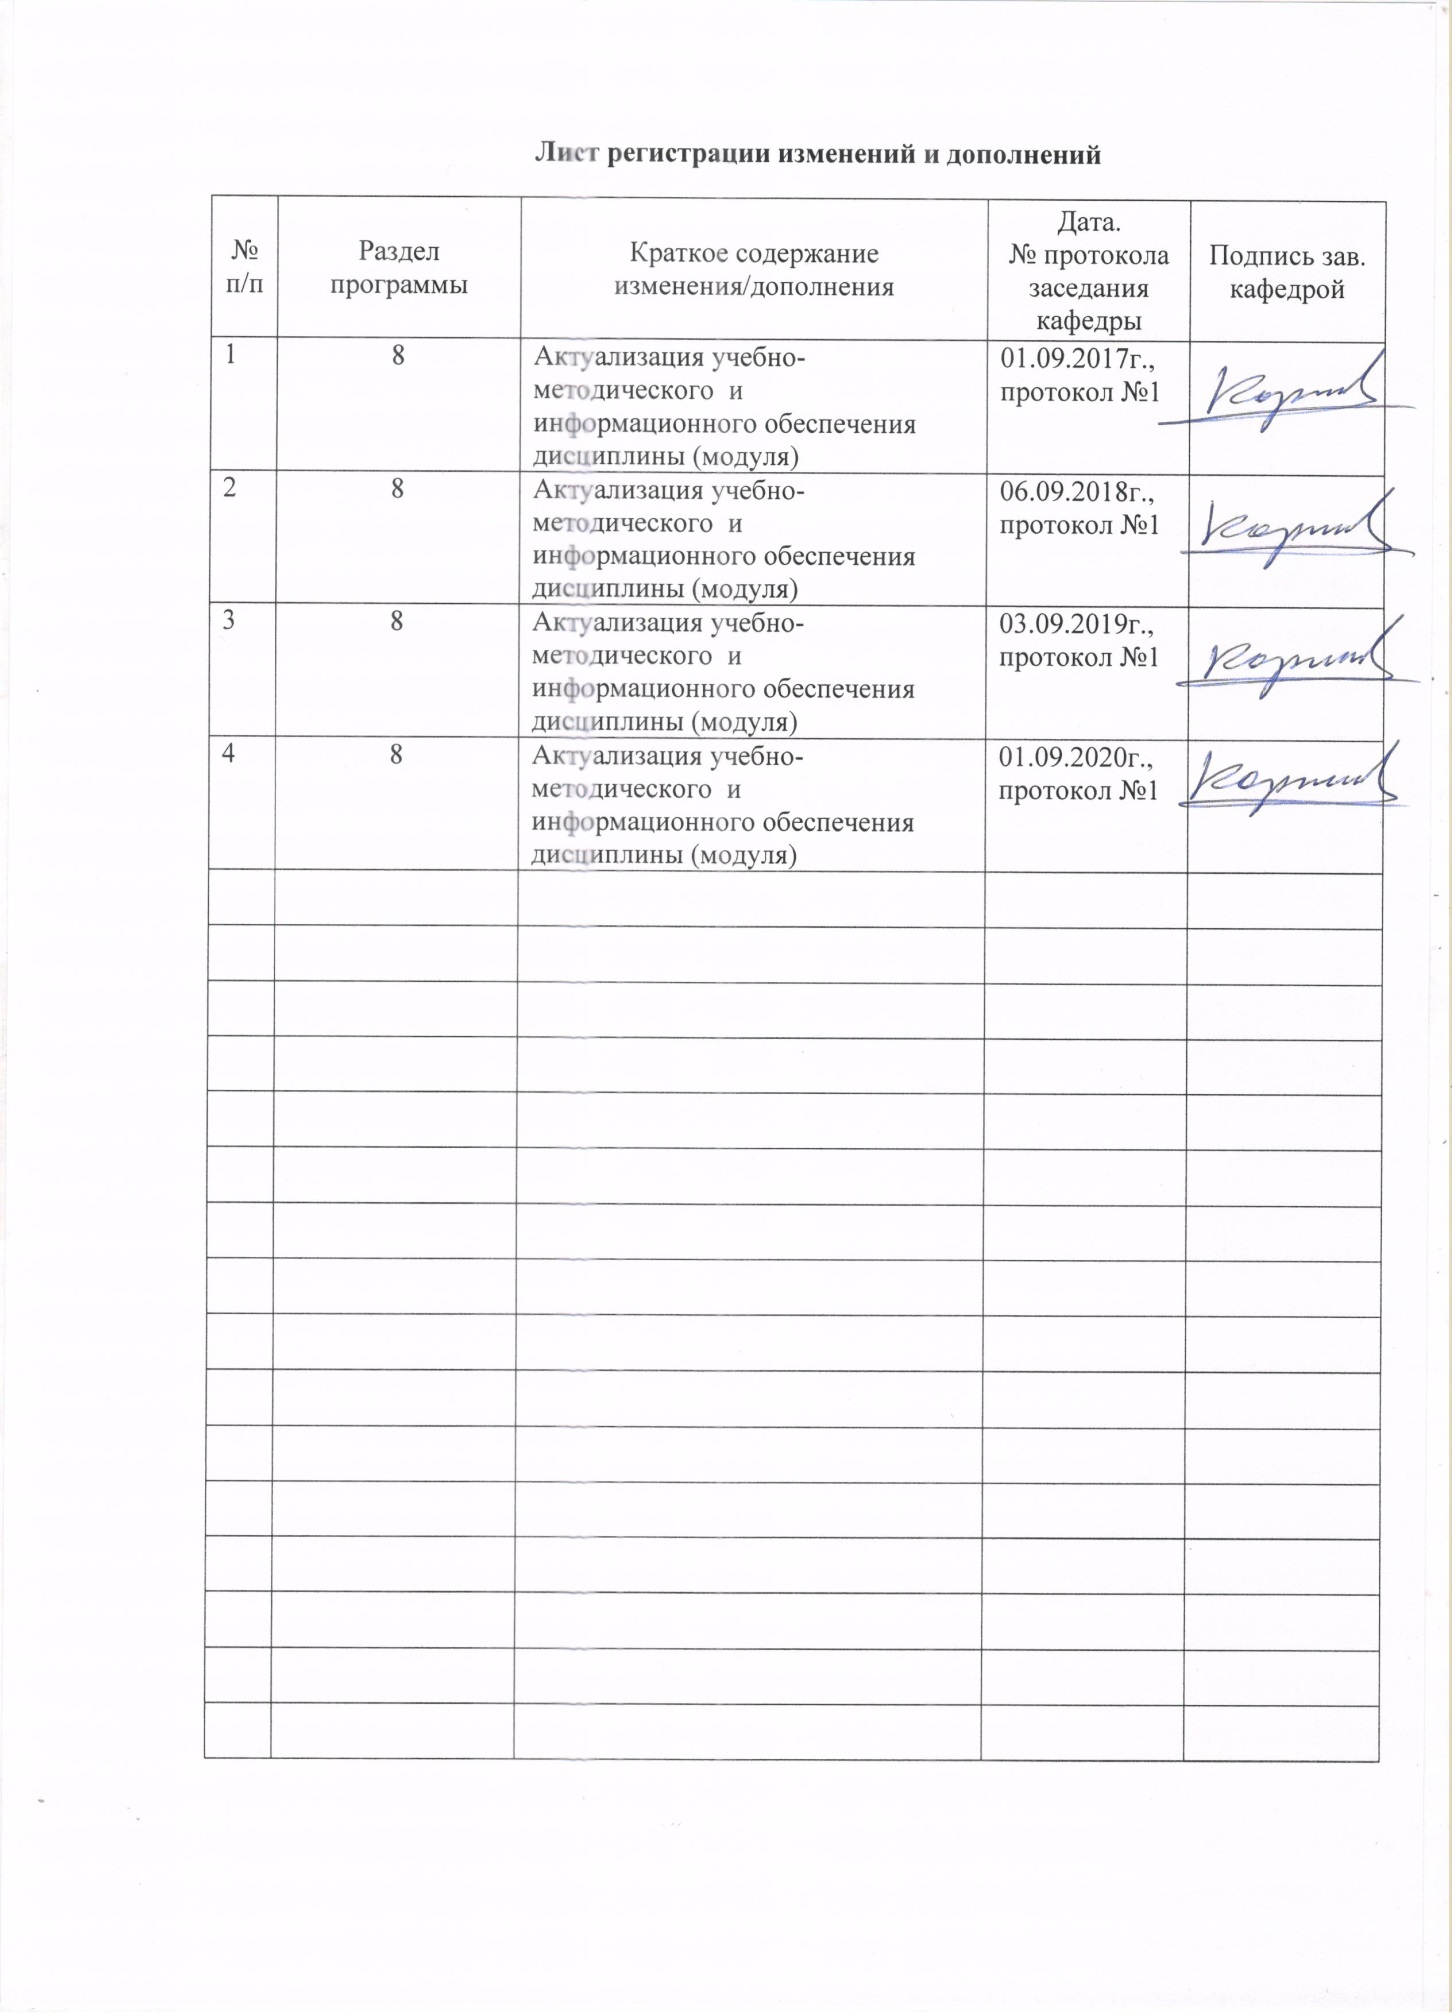 Лист регистрации изменений и дополнений
№
п/п
Раздел
программы
Краткое содержание
изменения/дополнения
Дата.
№ протокола
заседания
кафедры
Подпись зав.
кафедрой
1
8
Актуализация учебно-
методического и
информационного обеспечения
дисциплины (модуля)
01.09.2017г.,
протокол №1
2
8
Актуализация учебно-
методического и
информационного обеспечения
дисциплины (модуля)
06.09.2018г.,
протокол №1
3
8
Актуализация учебно-
методического и
информационного обеспечения
дисциплины (модуля)
03.09.2019г.,
протокол №1
4
8
Актуализация учебно-
методического и
информационного обеспечения
дисциплины (модуля)
01.09.2020г.,
протокол №1